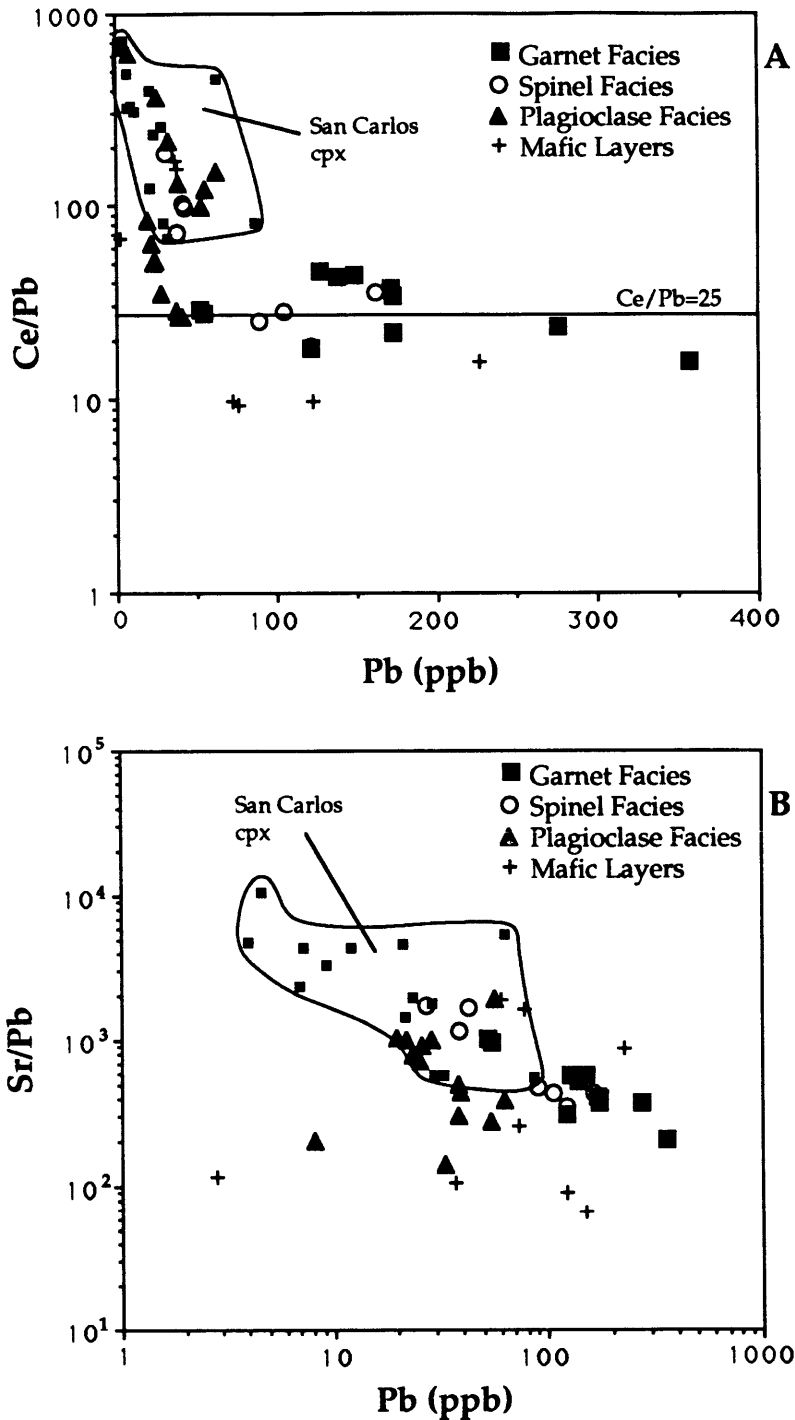 1000
100
10
1
Ce/Pb
A
Garnet Facies
Spinel Facies
Plagioclase Facies
Mafic Layers
San Carlos
cpx
Ce/Pb=25
0 100 200 300 400
Pb (ppb)
10^5
10^4
10^3
10^2
10^1
Sr/Pb
B
Garnet Facies
Spinel Facies
Plagioclase Facies
Mafic Layers
San Carlos
cpx
1 10 100 1000
Pb (ppb)